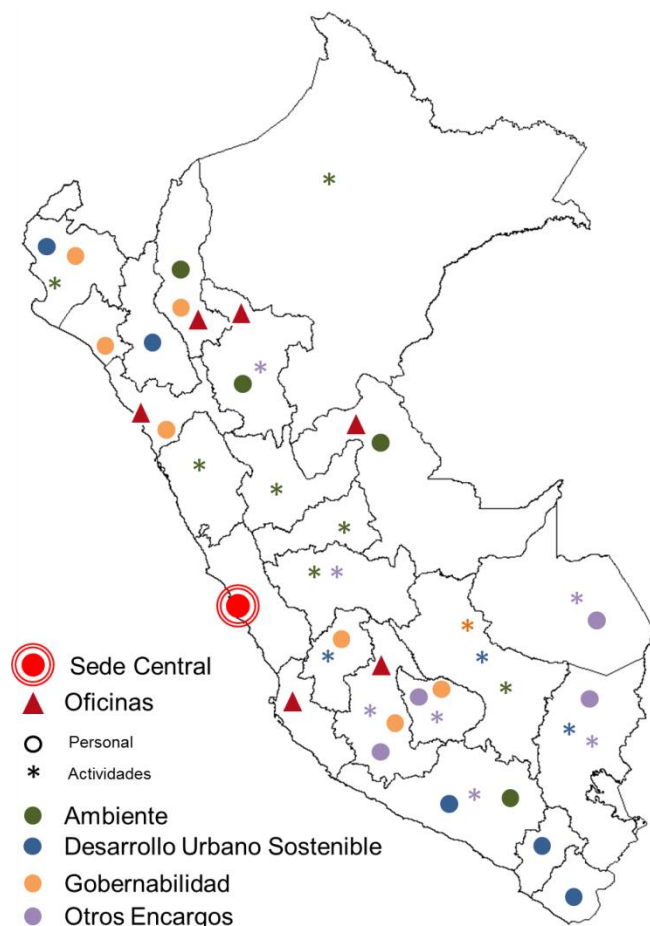 Sede Central
Oficinas
Personal
Actividades
Ambiente
Desarrollo Urbano Sostenible
Gobernabilidad
Otros Encargos